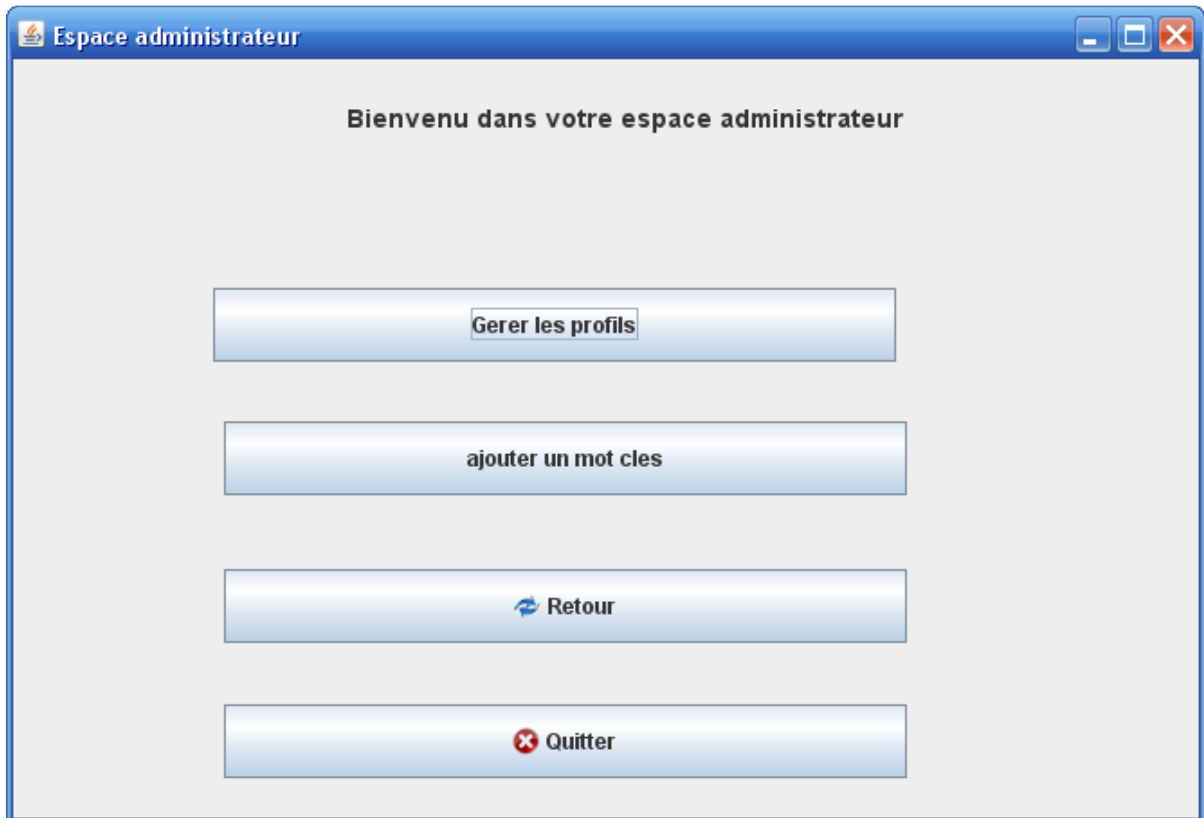 Espace administrateur
Bienvenu dans votre espace administrateur
Gerer les profils
ajouter un mot cles
Retour
Quitter